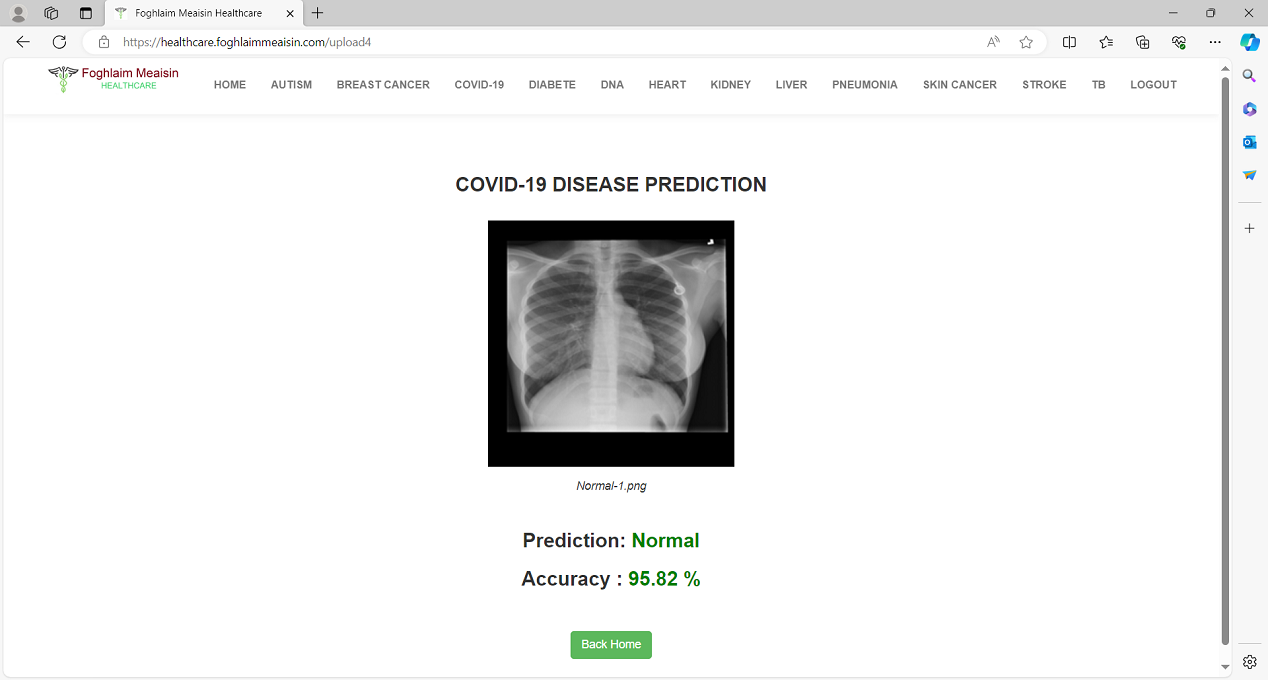 Foghlaim Meaisin Healthcare
https://healthcare.foghlaimmeaisin.com/upload4
Foghlaim Meaisin
HEALTHCARE
HOME AUTISM BREAST CANCER COVID-19 DIABETE DNA HEART KIDNEY LIVER PNEUMONIA SKIN CANCER STROKE TB LOGOUT
COVID-19 DISEASE PREDICTION
Normal-1.png
Prediction: Normal
Accuracy : 95.82 %
Back Home